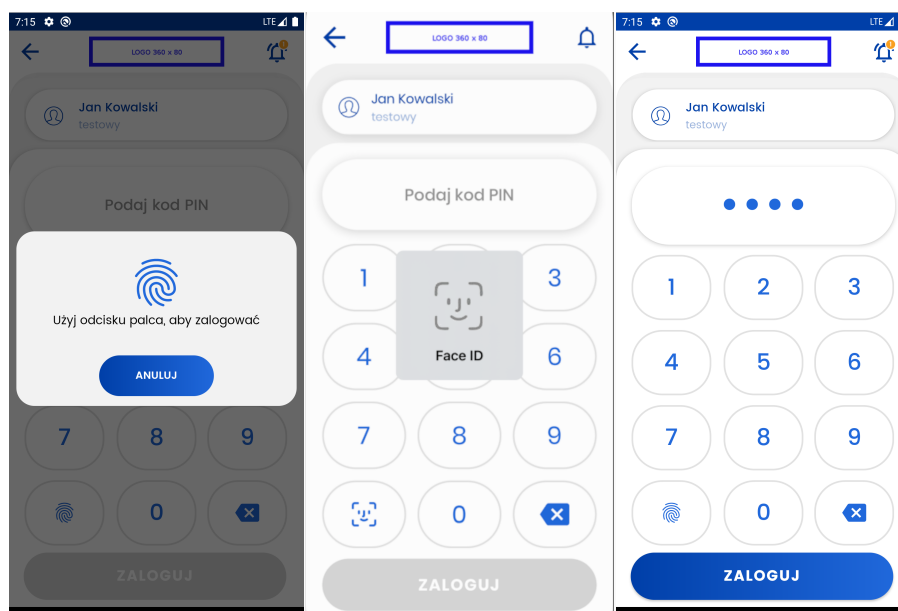 7:15 LTE
LOGO 360 x 80
Jan Kowalski
testowy
Podaj kod PIN
Użyj odcisku palca, aby zalogować
ANULUJ
7 8 9
0
ZALOGUJ
LOGO 360 x 80
Jan Kowalski
testowy
Podaj kod PIN
1 3
4 6
Face ID
7 8 9
0
ZALOGUJ
7:15 LTE
LOGO 360 x 80
Jan Kowalski
testowy
1 2 3
4 5 6
7 8 9
0
ZALOGUJ